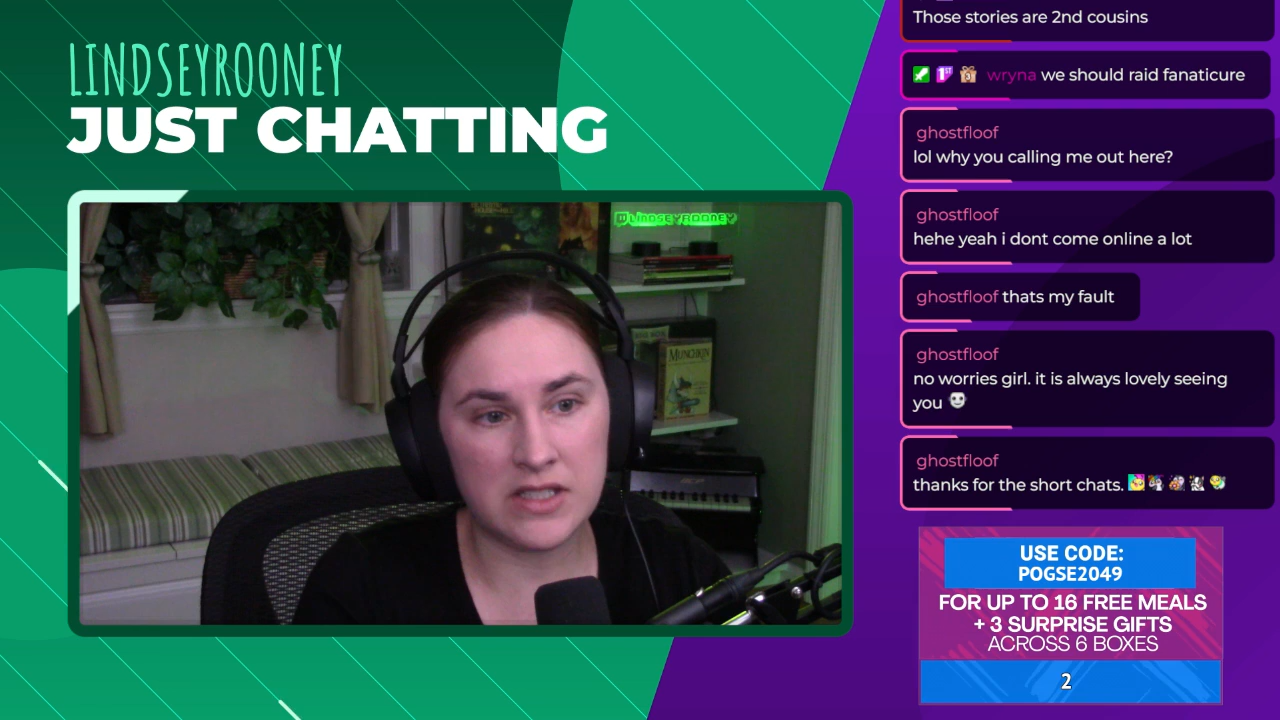 LINDSEYROONEY
JUST CHATTING
LINDSEYROONEY
MUNCHKIN
Those stories are 2nd cousins
1ST wryna we should raid fanaticure
ghostfloof
lol why you calling me out here?
ghostfloof
hehe yeah i dont come online a lot
ghostfloof thats my fault
ghostfloof
no worries girl. it is always lovely seeing
you
ghostfloof
thanks for the short chats.
USE CODE:
POGSE2049
FOR UP TO 16 FREE MEALS
+ 3 SURPRISE GIFTS
ACROSS 6 BOXES
2